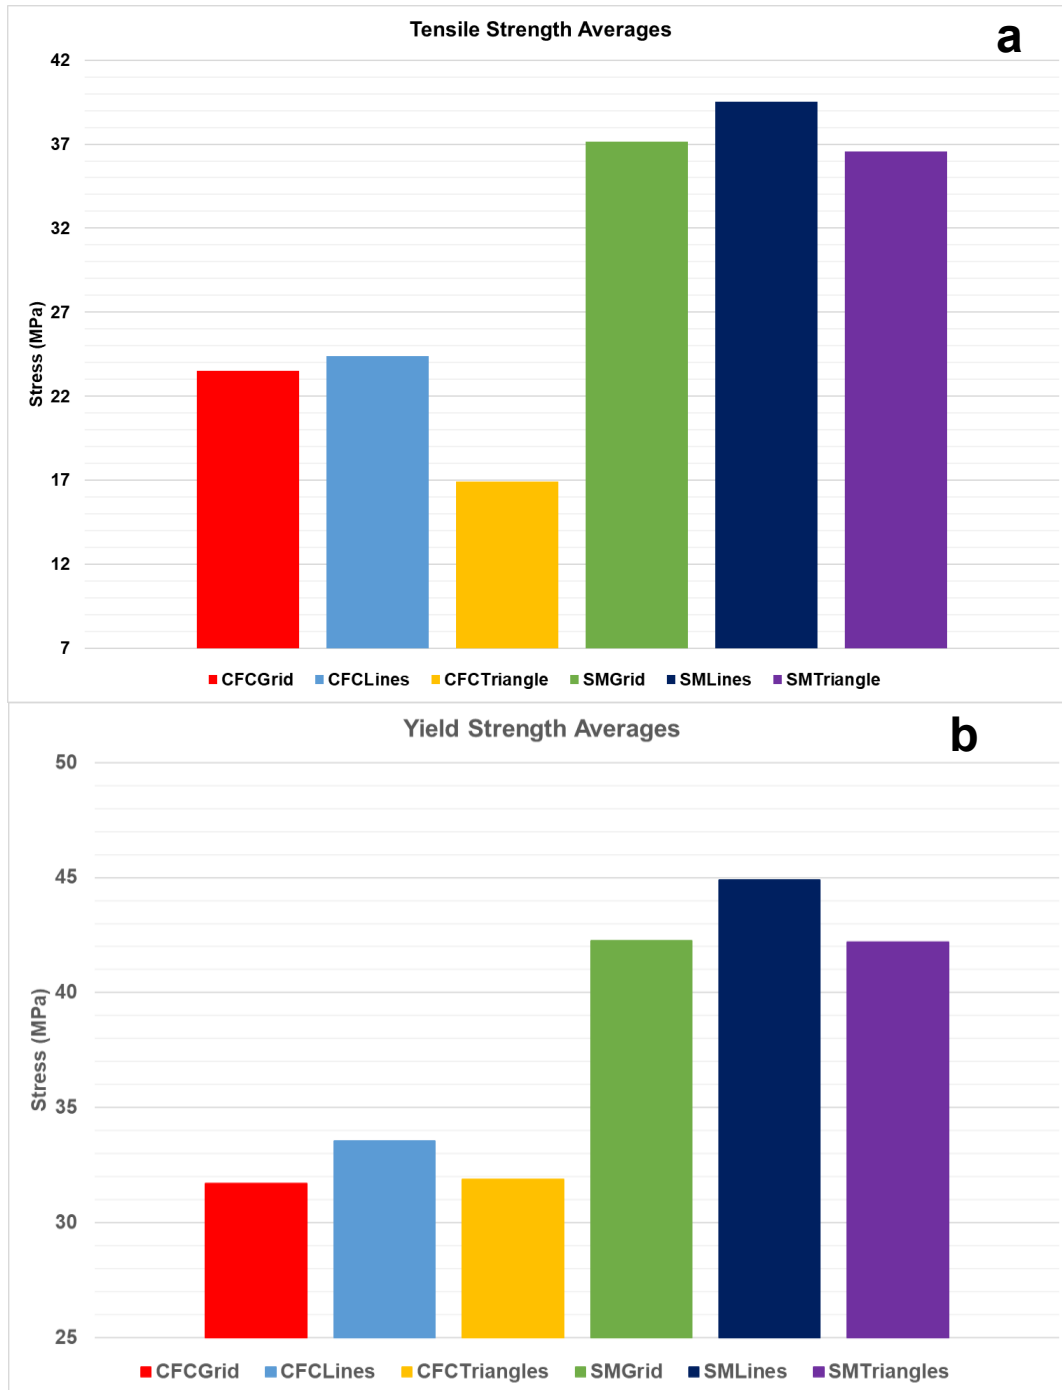 Tensile Strength Averages
a
42
37
32
27
22
17
12
7
Stress (MPa)
CFCGrid CFCLines CFCTriangle SMGrid SMLines SMTriangle
Yield Strength Averages
b
50
45
40
35
30
25
Stress (MPa)
CFCGrid CFCLines CFCTriangles SMGrid SMLines SMTriangles